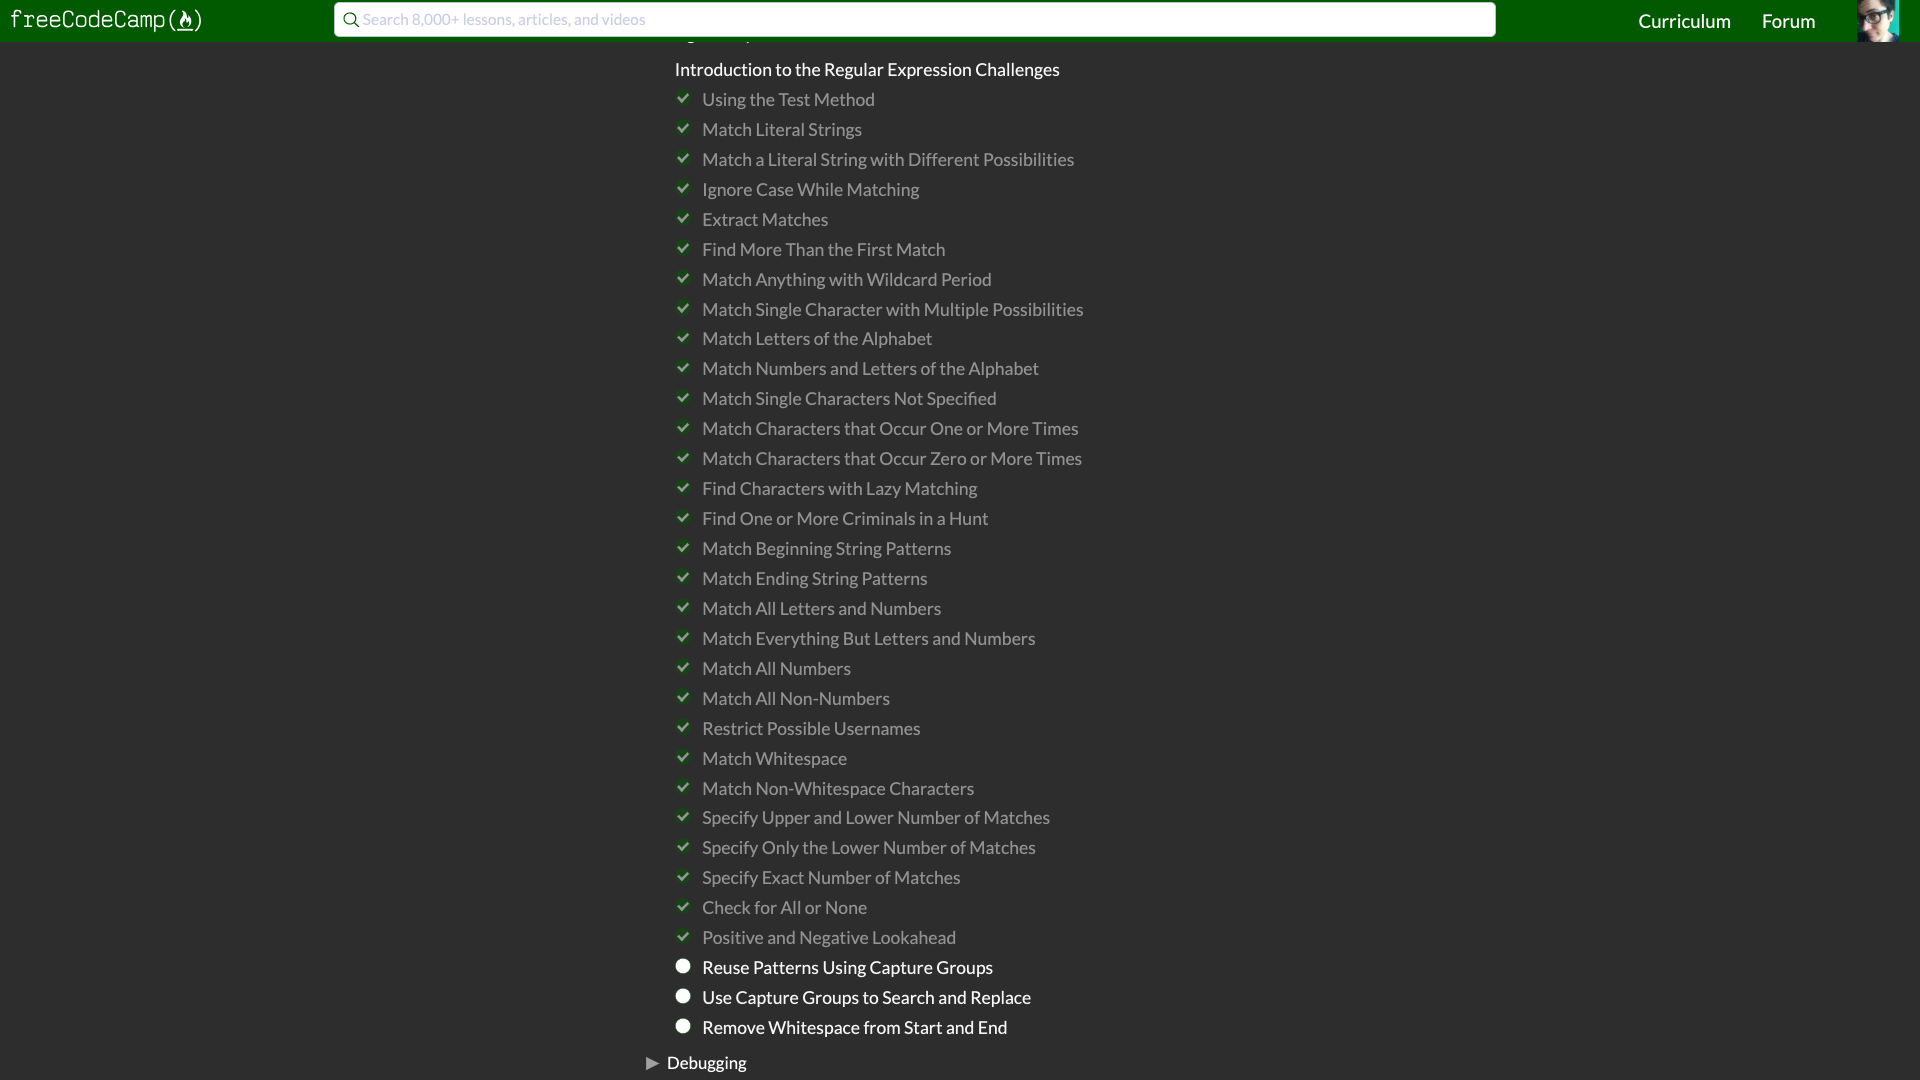 freeCodeCamp(🔥)
Search 8,000+ lessons, articles, and videos
Curriculum
Forum
Introduction to the Regular Expression Challenges
Using the Test Method
Match Literal Strings
Match a Literal String with Different Possibilities
Ignore Case While Matching
Extract Matches
Find More Than the First Match
Match Anything with Wildcard Period
Match Single Character with Multiple Possibilities
Match Letters of the Alphabet
Match Numbers and Letters of the Alphabet
Match Single Characters Not Specified
Match Characters that Occur One or More Times
Match Characters that Occur Zero or More Times
Find Characters with Lazy Matching
Find One or More Criminals in a Hunt
Match Beginning String Patterns
Match Ending String Patterns
Match All Letters and Numbers
Match Everything But Letters and Numbers
Match All Numbers
Match All Non-Numbers
Restrict Possible Usernames
Match Whitespace
Match Non-Whitespace Characters
Specify Upper and Lower Number of Matches
Specify Only the Lower Number of Matches
Specify Exact Number of Matches
Check for All or None
Positive and Negative Lookahead
Reuse Patterns Using Capture Groups
Use Capture Groups to Search and Replace
Remove Whitespace from Start and End
Debugging